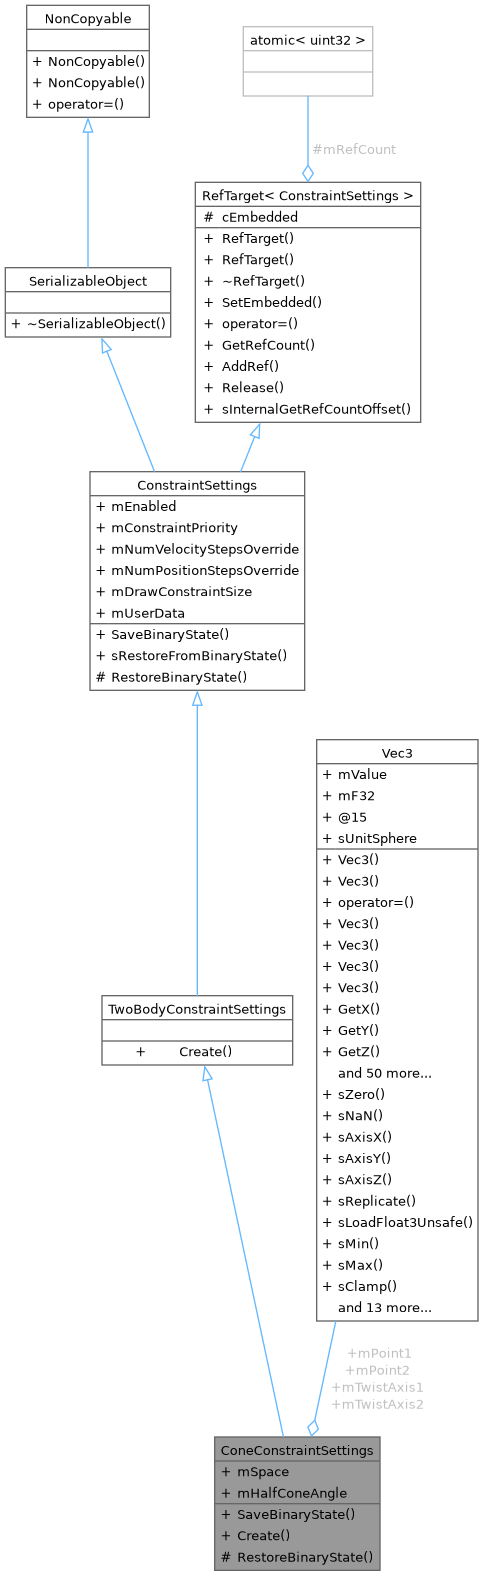 NonCopyable
+ NonCopyable()
+ NonCopyable()
+ operator=()
atomic< uint32 >
#mRefCount
RefTarget< ConstraintSettings >
# cEmbedded
+ RefTarget()
+ RefTarget()
+ ~RefTarget()
+ SetEmbedded()
+ operator=()
+ GetRefCount()
+ AddRef()
+ Release()
+ sInternalGetRefCountOffset()
SerializableObject
+ ~SerializableObject()
ConstraintSettings
+ mEnabled
+ mConstraintPriority
+ mNumVelocityStepsOverride
+ mNumPositionStepsOverride
+ mDrawConstraintSize
+ mUserData
+ SaveBinaryState()
+ sRestoreFromBinaryState()
# RestoreBinaryState()
Vec3
+ mValue
+ mF32
+ @15
+ sUnitSphere
+ Vec3()
+ Vec3()
+ operator=()
+ Vec3()
+ Vec3()
+ Vec3()
+ Vec3()
+ GetX()
+ GetY()
+ GetZ()
and 50 more...
+ sZero()
+ sNaN()
+ sAxisX()
+ sAxisY()
+ sAxisZ()
+ sReplicate()
+ sLoadFloat3Unsafe()
+ sMin()
+ sMax()
+ sClamp()
and 13 more...
TwoBodyConstraintSettings
+ Create()
+mPoint1
+mPoint2
+mTwistAxis1
+mTwistAxis2
ConeConstraintSettings
+ mSpace
+ mHalfConeAngle
+ SaveBinaryState()
+ Create()
# RestoreBinaryState()